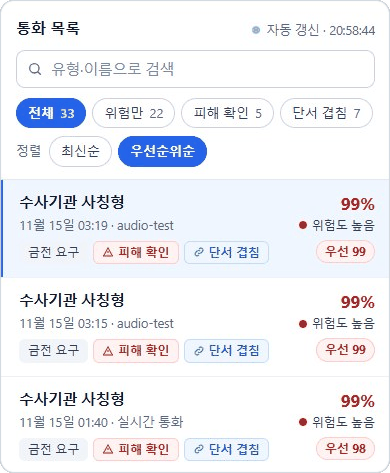 통화 목록
자동 갱신 · 20:58:44
유형·이름으로 검색
전체 33 위험만 22 피해 확인 5 단서 겹침 7
정렬 최신순 우선순위순
수사기관 사칭형 99%
11월 15일 03:19 · audio-test 위험도 높음
금전 요구 피해 확인 단서 겹침 우선 99
수사기관 사칭형 99%
11월 15일 03:15 · audio-test 위험도 높음
금전 요구 피해 확인 단서 겹침 우선 99
수사기관 사칭형 99%
11월 15일 01:40 · 실시간 통화 위험도 높음
금전 요구 피해 확인 단서 겹침 우선 98